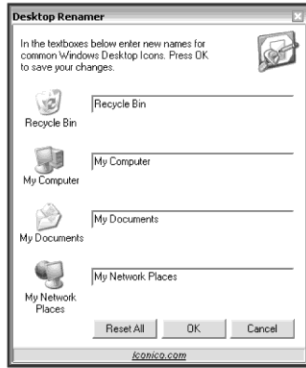 Desktop Renamer
In the textboxes below enter new names for
common Windows Desktop Icons. Press OK
to save your changes.
Recycle Bin
Recycle Bin
My Computer
My Computer
My Documents
My Documents
My Network Places
My Network
Places
Reset All OK Cancel
Iconico.com